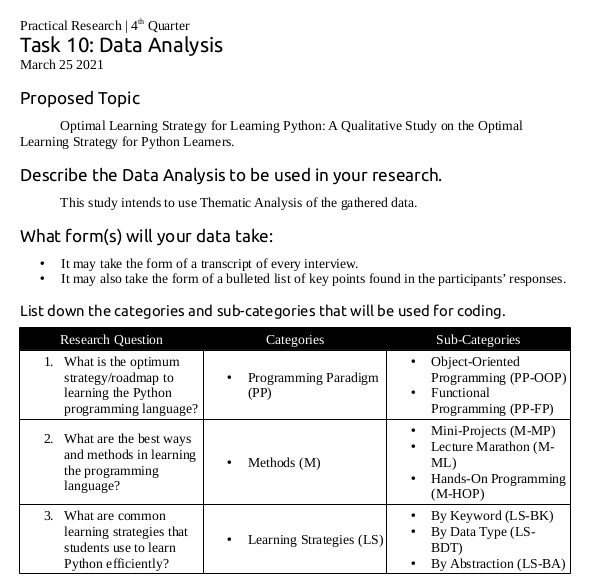 Practical Research | 4th Quarter
Task 10: Data Analysis
March 25 2021
Proposed Topic
Optimal Learning Strategy for Learning Python: A Qualitative Study on the Optimal
Learning Strategy for Python Learners.
Describe the Data Analysis to be used in your research.
This study intends to use Thematic Analysis of the gathered data.
What form(s) will your data take:
• It may take the form of a transcript of every interview.
• It may also take the form of a bulleted list of key points found in the participants’ responses.
List down the categories and sub-categories that will be used for coding.
Research Question
Categories
Sub-Categories
1. What is the optimum
strategy/roadmap to
learning the Python
programming language?
• Programming Paradigm
(PP)
• Object-Oriented
Programming (PP-OOP)
• Functional
Programming (PP-FP)
2. What are the best ways
and methods in learning
the programming
language?
• Methods (M)
• Mini-Projects (M-MP)
• Lecture Marathon (M-
ML)
• Hands-On Programming
(M-HOP)
3. What are common
learning strategies that
students use to learn
Python efficiently?
• Learning Strategies (LS)
• By Keyword (LS-BK)
• By Data Type (LS-
BDT)
• By Abstraction (LS-BA)